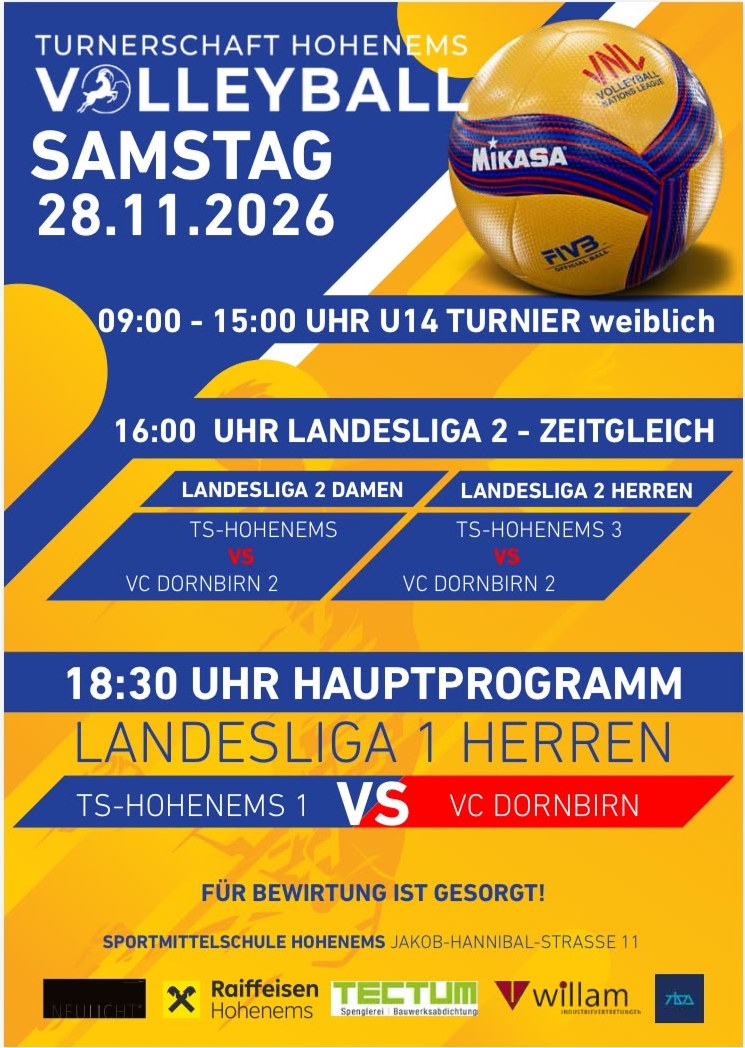 TURNERSCHAFT HOHENEMS
VOLLEYBALL
SAMSTAG
28.11.2026
VNL
VOLLEYBALL
NATIONS LEAGUE
MIKASA
FIVB
OFFICIAL BALL
09:00 - 15:00 UHR U14 TURNIER weiblich
16:00 UHR LANDESLIGA 2 - ZEITGLEICH
LANDESLIGA 2 DAMEN
TS-HOHENEMS
VS
VC DORNBIRN 2
LANDESLIGA 2 HERREN
TS-HOHENEMS 3
VS
VC DORNBIRN 2
18:30 UHR HAUPTPROGRAMM
LANDESLIGA 1 HERREN
TS-HOHENEMS 1 VS VC DORNBIRN
FÜR BEWIRTUNG IST GESORGT!
SPORTMITTELSCHULE HOHENEMS JAKOB-HANNIBAL-STRASSE 11
NEULICHT
Raiffeisen
Hohenems
TECTUM
Spenglerei | Bauwerksabdichtung
willam
INDUSTRIEVERTRETUNGEN